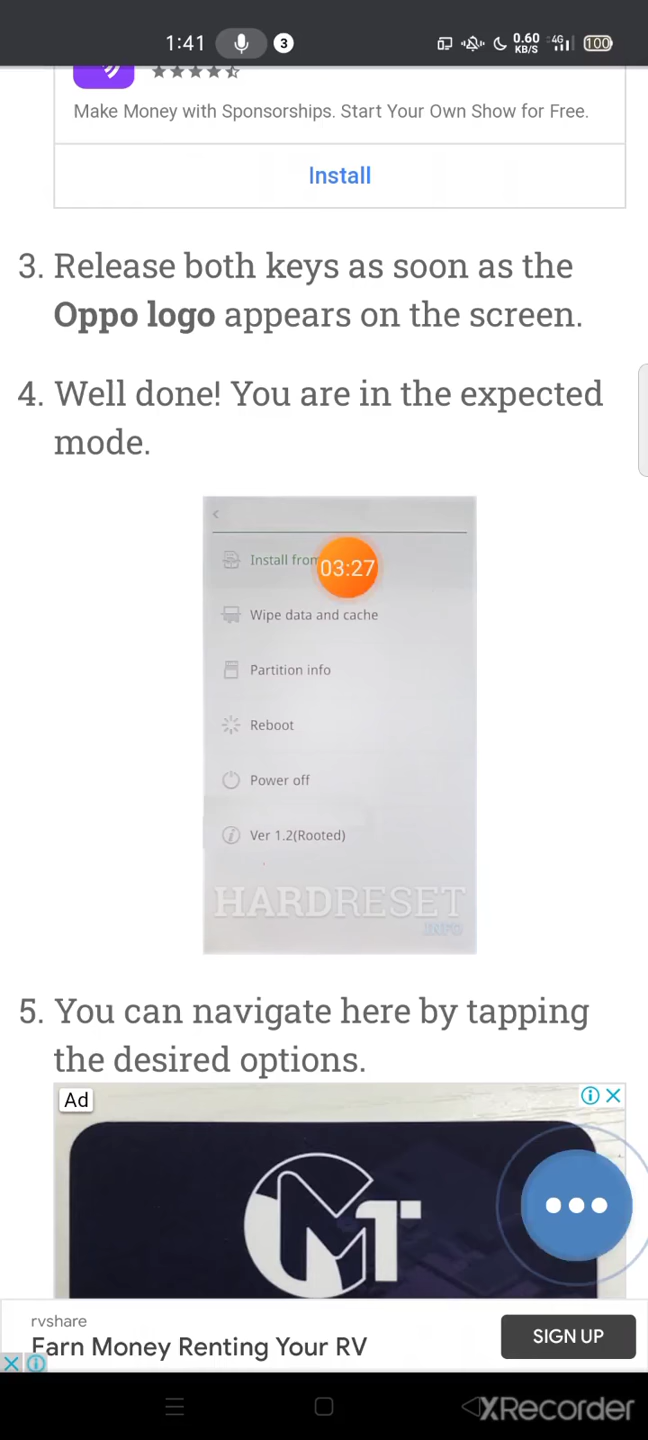 1:41 3 0.60 KB/S 4G 100
Make Money with Sponsorships. Start Your Own Show for Free.
Install
3. Release both keys as soon as the
Oppo logo appears on the screen.
4. Well done! You are in the expected
mode.
Install from
03:27
Wipe data and cache
Partition info
Reboot
Power off
Ver 1.2(Rooted)
HARDRESET
INFO
5. You can navigate here by tapping
the desired options.
Ad
MT
rvshare
Earn Money Renting Your RV
SIGN UP
XRecorder